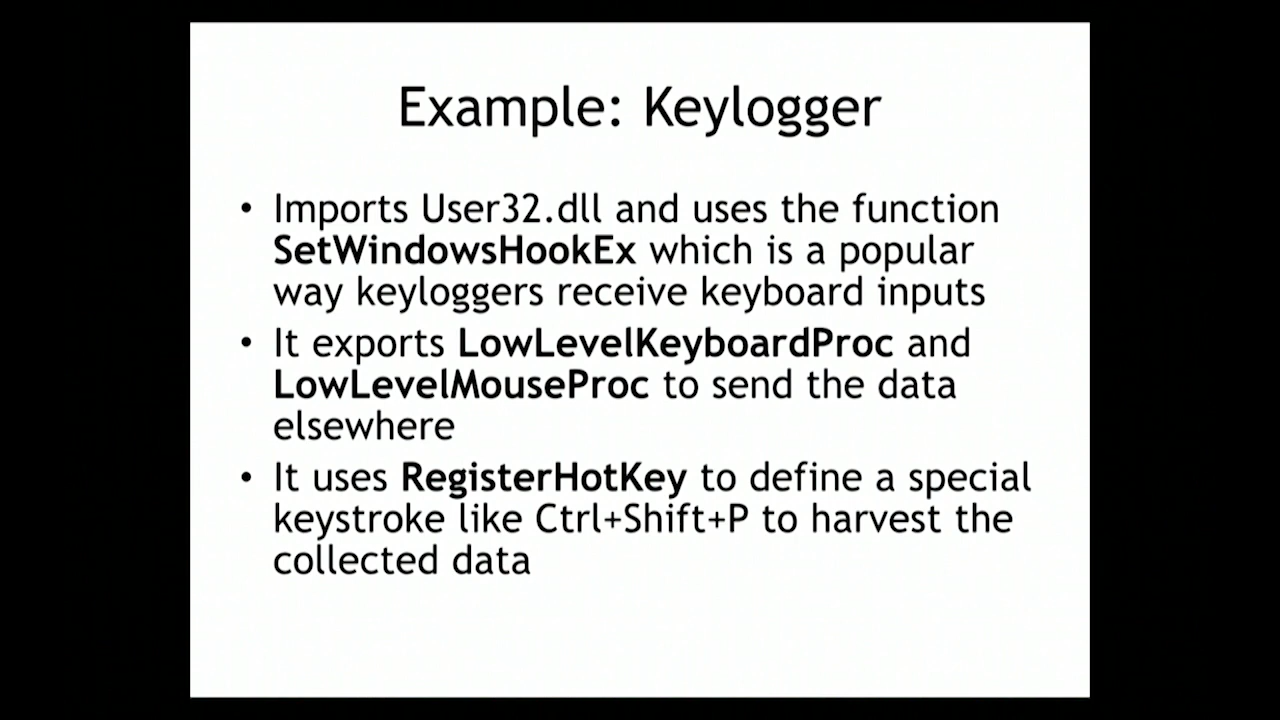 Example: Keylogger
• Imports User32.dll and uses the function
SetWindowsHookEx which is a popular
way keyloggers receive keyboard inputs
• It exports LowLevelKeyboardProc and
LowLevelMouseProc to send the data
elsewhere
• It uses RegisterHotKey to define a special
keystroke like Ctrl+Shift+P to harvest the
collected data